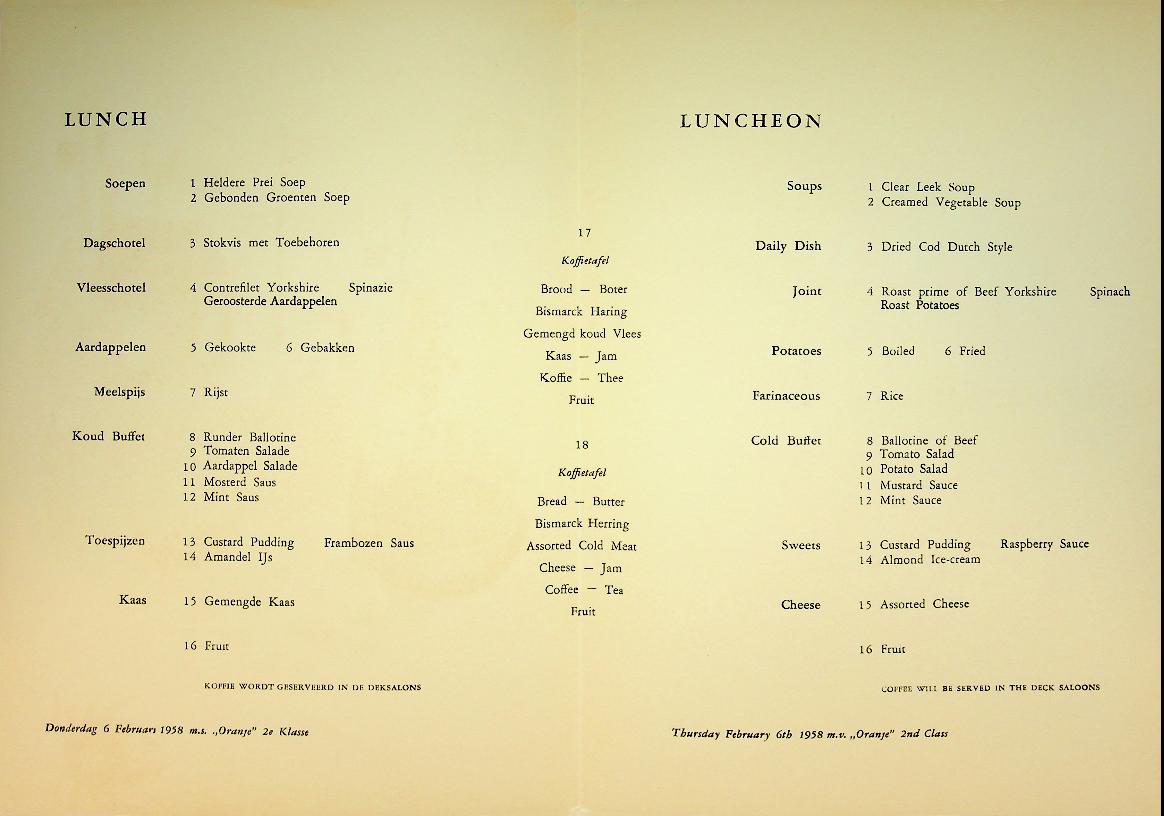 LUNCH
Soepen 1 Heldere Prei Soep
2 Gebonden Groenten Soep
Dagschotel 3 Stokvis met Toebehoren
Vleesschotel 4 Contrefilet Yorkshire Spinazie
Geroosterde Aardappelen
Aardappelen 5 Gekookte 6 Gebakken
Meelspijs 7 Rijst
Koud Buffet 8 Runder Ballotine
9 Tomaten Salade
10 Aardappel Salade
11 Mosterd Saus
12 Mint Saus
Toespijzen 13 Custard Pudding Frambozen Saus
14 Amandel IJs
Kaas 15 Gemengde Kaas
16 Fruit
KOFFIE WORDT GESERVEERD IN DE DEKSALONS
Donderdag 6 Februari 1958 m.s. „Oranje" 2e Klasse
17
Koffietafel
Brood — Boter
Bismarck Haring
Gemengd koud Vlees
Kaas — Jam
Koffie — Thee
Fruit
18
Koffietafel
Bread — Butter
Bismarck Herring
Assorted Cold Meat
Cheese — Jam
Coffee — Tea
Fruit
LUNCHEON
Soups 1 Clear Leek Soup
2 Creamed Vegetable Soup
Daily Dish 3 Dried Cod Dutch Style
Joint 4 Roast prime of Beef Yorkshire Spinach
Roast Potatoes
Potatoes 5 Boiled 6 Fried
Farinaceous 7 Rice
Cold Buffet 8 Ballotine of Beef
9 Tomato Salad
10 Potato Salad
11 Mustard Sauce
12 Mint Sauce
Sweets 13 Custard Pudding Raspberry Sauce
14 Almond Ice-cream
Cheese 15 Assorted Cheese
16 Fruit
COFFEE WILL BE SERVED IN THE DECK SALOONS
Thursday February 6th 1958 m.v. „Oranje" 2nd Class